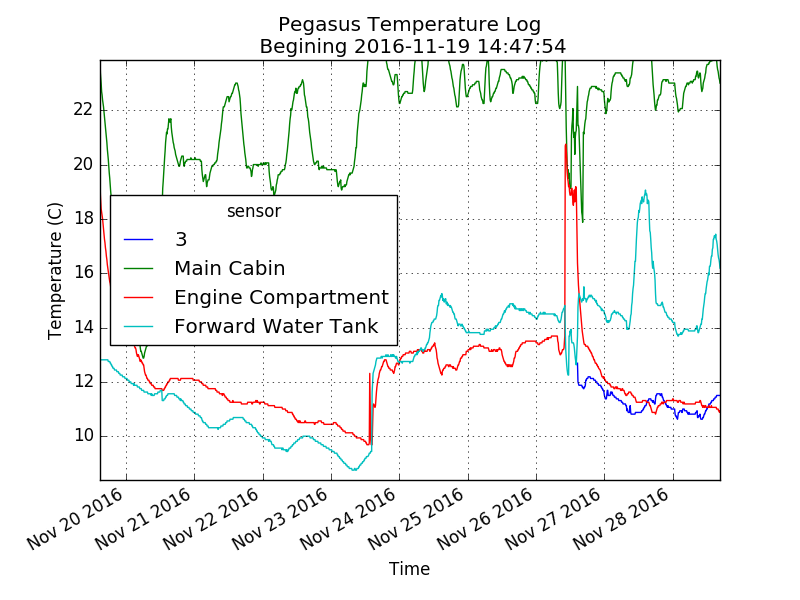 Pegasus Temperature Log
Begining 2016-11-19 14:47:54
Temperature (C)
22
20
18
16
14
12
10
sensor
3
Main Cabin
Engine Compartment
Forward Water Tank
Nov 20 2016
Nov 21 2016
Nov 22 2016
Nov 23 2016
Nov 24 2016
Nov 25 2016
Nov 26 2016
Nov 27 2016
Nov 28 2016
Time